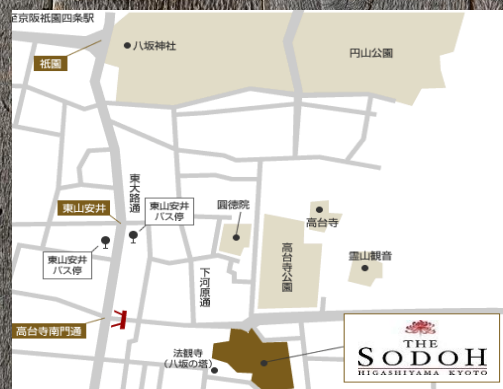 至京阪祇園四条駅
八坂神社
円山公園
祇園
東大路通
東山安井
東山安井
バス停
圓徳院
高台寺
東山安井
バス停
高台寺公園
霊山観音
下河原通
高台寺南門通
法観寺
（八坂の塔）
THE
SODOH
HIGASHIYAMA KYOTO